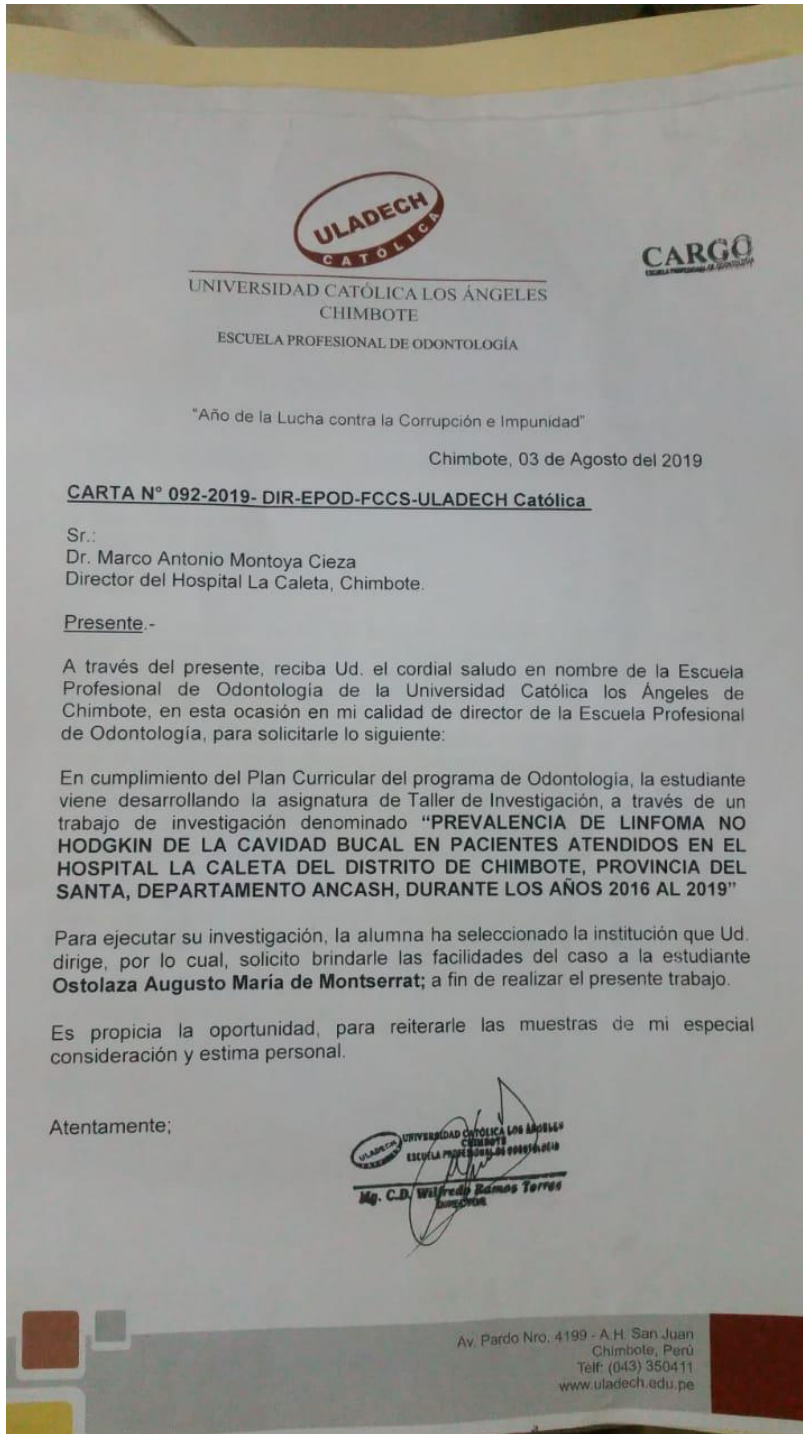 ULADECH
CATÓLICA
CARGO
ESCUELA PROFESIONAL DE ODONTOLOGÍA
UNIVERSIDAD CATÓLICA LOS ÁNGELES
CHIMBOTE
ESCUELA PROFESIONAL DE ODONTOLOGÍA
"Año de la Lucha contra la Corrupción e Impunidad"
Chimbote, 03 de Agosto del 2019
CARTA N° 092-2019- DIR-EPOD-FCCS-ULADECH Católica
Sr.:
Dr. Marco Antonio Montoya Cieza
Director del Hospital La Caleta, Chimbote.
Presente.-
A través del presente, reciba Ud. el cordial saludo en nombre de la Escuela
Profesional de Odontología de la Universidad Católica los Ángeles de
Chimbote, en esta ocasión en mi calidad de director de la Escuela Profesional
de Odontología, para solicitarle lo siguiente:
En cumplimiento del Plan Curricular del programa de Odontología, la estudiante
viene desarrollando la asignatura de Taller de Investigación, a través de un
trabajo de investigación denominado “PREVALENCIA DE LINFOMA NO
HODGKIN DE LA CAVIDAD BUCAL EN PACIENTES ATENDIDOS EN EL
HOSPITAL LA CALETA DEL DISTRITO DE CHIMBOTE, PROVINCIA DEL
SANTA, DEPARTAMENTO ANCASH, DURANTE LOS AÑOS 2016 AL 2019”
Para ejecutar su investigación, la alumna ha seleccionado la institución que Ud.
dirige, por lo cual, solicito brindarle las facilidades del caso a la estudiante
Ostolaza Augusto María de Montserrat; a fin de realizar el presente trabajo.
Es propicia la oportunidad, para reiterarle las muestras de mi especial
consideración y estima personal.
Atentamente;
ULADECH
UNIVERSIDAD CATÓLICA LOS ÁNGELES
CHIMBOTE
ESCUELA PROFESIONAL DE ODONTOLOGÍA
Mg. C.D. Wilfredo Ramos Torres
DIRECTOR
Av. Pardo Nro. 4199 - A.H. San Juan
Chimbote, Perú
Telf: (043) 350411
www.uladech.edu.pe